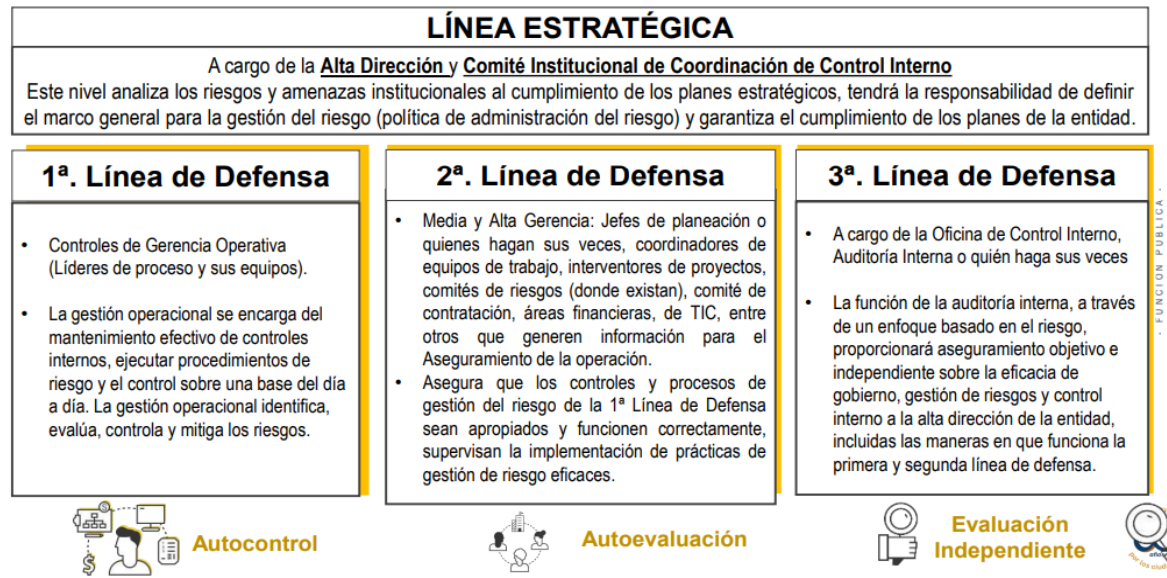 LÍNEA ESTRATÉGICA
A cargo de la Alta Dirección y Comité Institucional de Coordinación de Control Interno
Este nivel analiza los riesgos y amenazas institucionales al cumplimiento de los planes estratégicos, tendrá la responsabilidad de definir
el marco general para la gestión del riesgo (política de administración del riesgo) y garantiza el cumplimiento de los planes de la entidad.
1ª. Línea de Defensa
• Controles de Gerencia Operativa
(Líderes de proceso y sus equipos).
• La gestión operacional se encarga del
mantenimiento efectivo de controles
internos, ejecutar procedimientos de
riesgo y el control sobre una base del día
a día. La gestión operacional identifica,
evalúa, controla y mitiga los riesgos.
Autocontrol
2ª. Línea de Defensa
• Media y Alta Gerencia: Jefes de planeación o
quienes hagan sus veces, coordinadores de
equipos de trabajo, interventores de proyectos,
comités de riesgos (donde existan), comité de
contratación, áreas financieras, de TIC, entre
otros que generen información para el
Aseguramiento de la operación.
• Asegura que los controles y procesos de
gestión del riesgo de la 1ª Línea de Defensa
sean apropiados y funcionen correctamente,
supervisan la implementación de prácticas de
gestión de riesgo eficaces.
Autoevaluación
3ª. Línea de Defensa
• A cargo de la Oficina de Control Interno,
Auditoría Interna o quién haga sus veces
• La función de la auditoría interna, a través
de un enfoque basado en el riesgo,
proporcionará aseguramiento objetivo e
independiente sobre la eficacia de
gobierno, gestión de riesgos y control
interno a la alta dirección de la entidad,
incluidas las maneras en que funciona la
primera y segunda línea de defensa.
Evaluación
Independiente
- FUNCION PUBLICA -